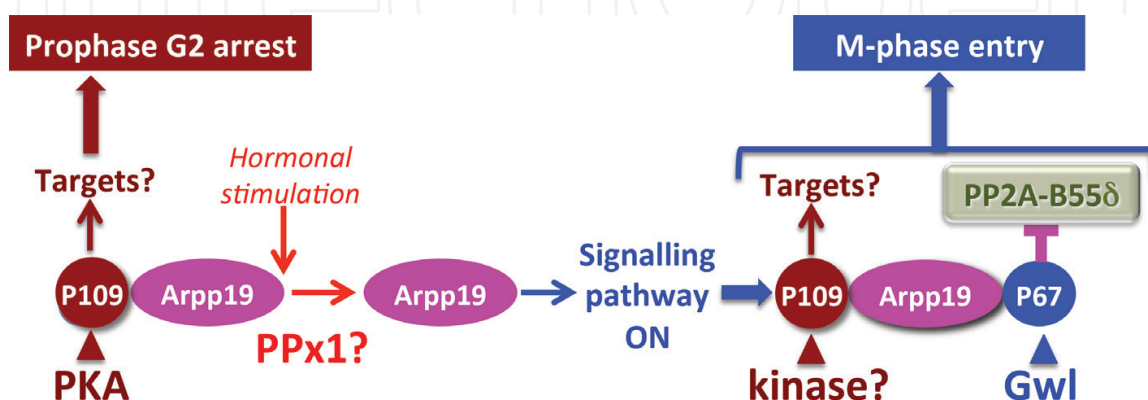 Prophase G2 arrest
M-phase entry
Hormonal
stimulation
Targets?
Targets?
PP2A-B55δ
Signalling
pathway
ON
P109
Arpp19
Arpp19
P109
Arpp19
P67
PPx1?
PKA
kinase?
Gwl